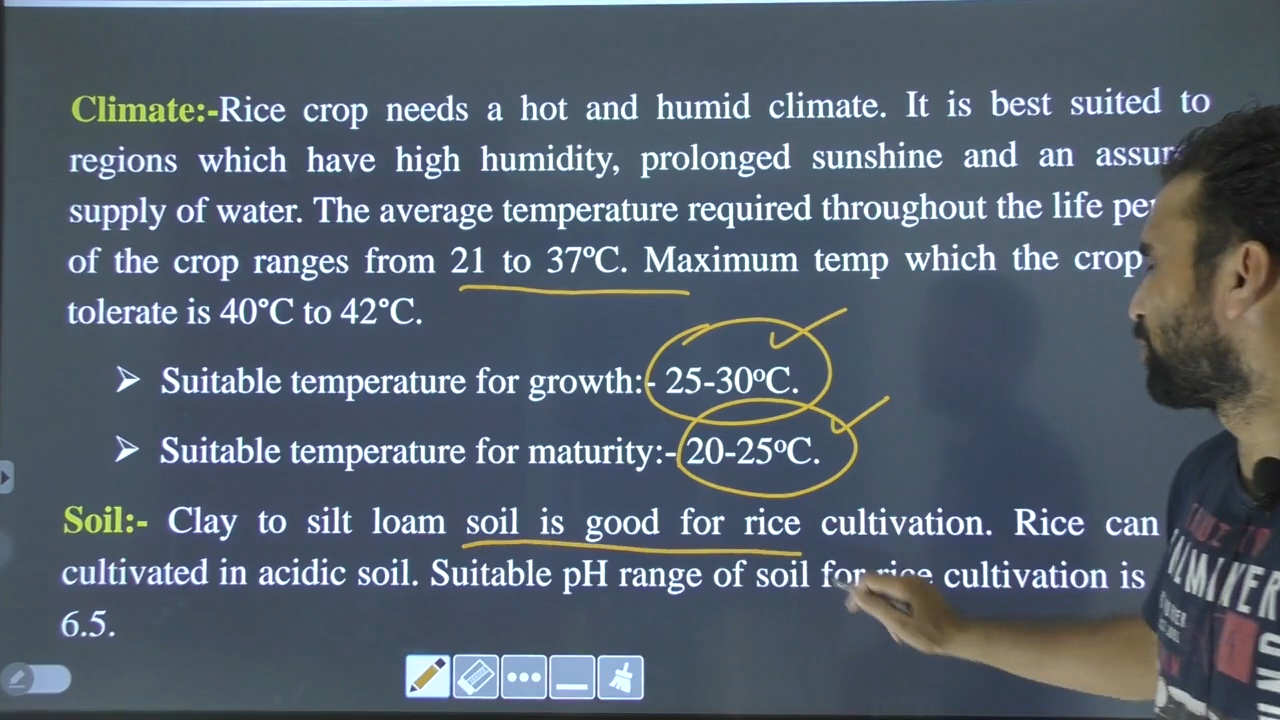 Climate:-Rice crop needs a hot and humid climate. It is best suited to
regions which have high humidity, prolonged sunshine and an
supply of water. The average temperature required throughout the life
of the crop ranges from 21 to 37ºC. Maximum temp which the crop
tolerate is 40°C to 42°C.
➢ Suitable temperature for growth:- 25-30ºC.
➢ Suitable temperature for maturity:- 20-25ºC.
Soil:- Clay to silt loam soil is good for rice cultivation. Rice can
cultivated in acidic soil. Suitable pH range of soil for rice cultivation is
6.5.